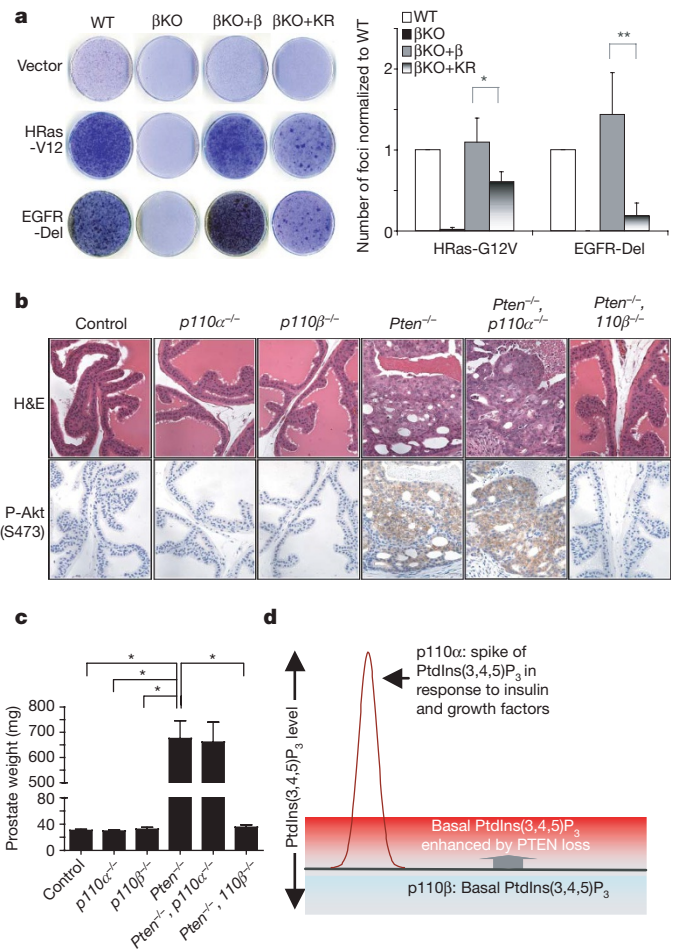 a
WT βKO βKO+β βKO+KR
Vector
HRas
-V12
EGFR
-Del
WT
βKO
βKO+β
βKO+KR
Number of foci normalized to WT
2
1
0
*
**
HRas-G12V EGFR-Del
b
Control p110α–/– p110β–/– Pten–/– Pten–/–, p110α–/– Pten–/–, 110β–/–
H&E
P-Akt
(S473)
c
* * * *
Prostate weight (mg)
800
700
600
500
80
40
0
Control
p110α–/–
p110β–/–
Pten–/–
Pten–/–, p110α–/–
Pten–/–, 110β–/–
d
PtdIns(3,4,5)P3 level
p110α: spike of
PtdIns(3,4,5)P3 in
response to insulin
and growth factors
Basal PtdIns(3,4,5)P3
enhanced by PTEN loss
p110β: Basal PtdIns(3,4,5)P3